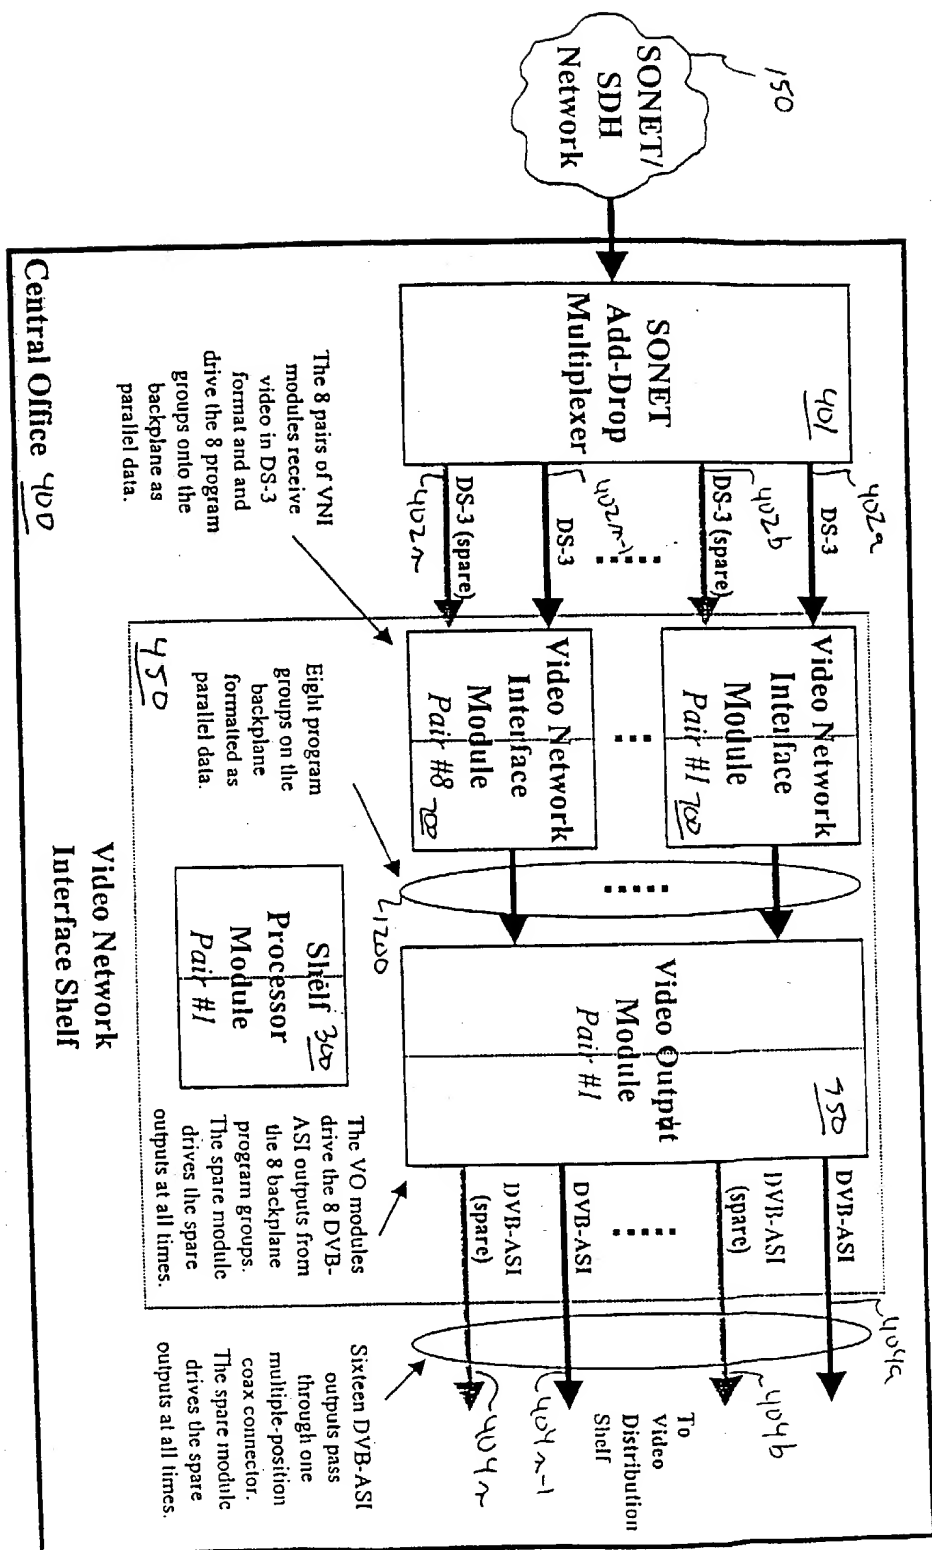 150
SONET/
SDH
Network
Central Office 400
SONET
Add-Drop
Multiplexer
401
402a
DS-3
402b
DS-3 (spare)
402n-1
DS-3
DS-3 (spare)
402n
The 8 pairs of VNI
modules receive
video in DS-3
format and and
drive the 8 program
groups onto the
backplane as
parallel data.
450
Video Network
Interface
Module
Pair #1 700
Video Network
Interface
Module
Pair #8 700
Eight program
groups on the
backplane
formatted as
parallel data.
1200
Shelf 300
Processor
Module
Pair #1
Video Network
Interface Shelf
Video Output
Module
Pair #1
750
DVB-ASI
DVB-ASI
(spare)
DVB-ASI
DVB-ASI
(spare)
The VO modules
drive the 8 DVB-
ASI outputs from
the 8 backplane
program groups.
The spare module
drives the spare
outputs at all times.
404a
404b
404n-1
404n
To
Video
Distribution
Shelf
Sixteen DVB-ASI
outputs pass
through one
multiple-position
coax connector.
The spare module
drives the spare
outputs at all times.